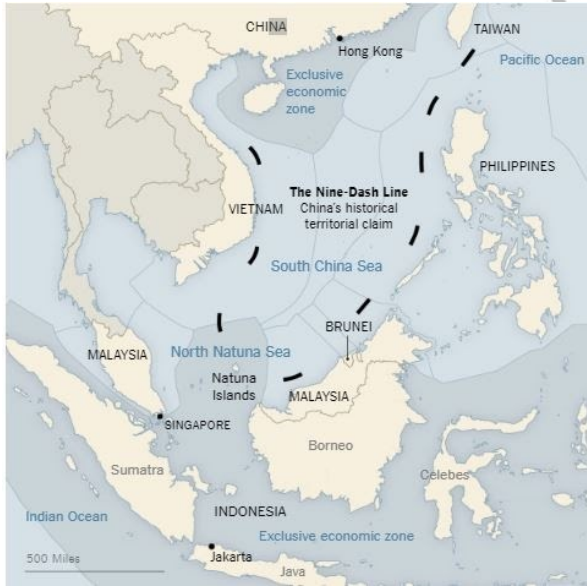 CHINA
TAIWAN
Hong Kong
Pacific Ocean
Exclusive
economic
zone
PHILIPPINES
The Nine-Dash Line
China's historical
territorial claim
VIETNAM
South China Sea
BRUNEI
MALAYSIA
North Natuna Sea
Natuna
Islands
MALAYSIA
SINGAPORE
Borneo
Sumatra
Celebes
INDONESIA
Indian Ocean
Exclusive economic zone
500 Miles
Jakarta
Java